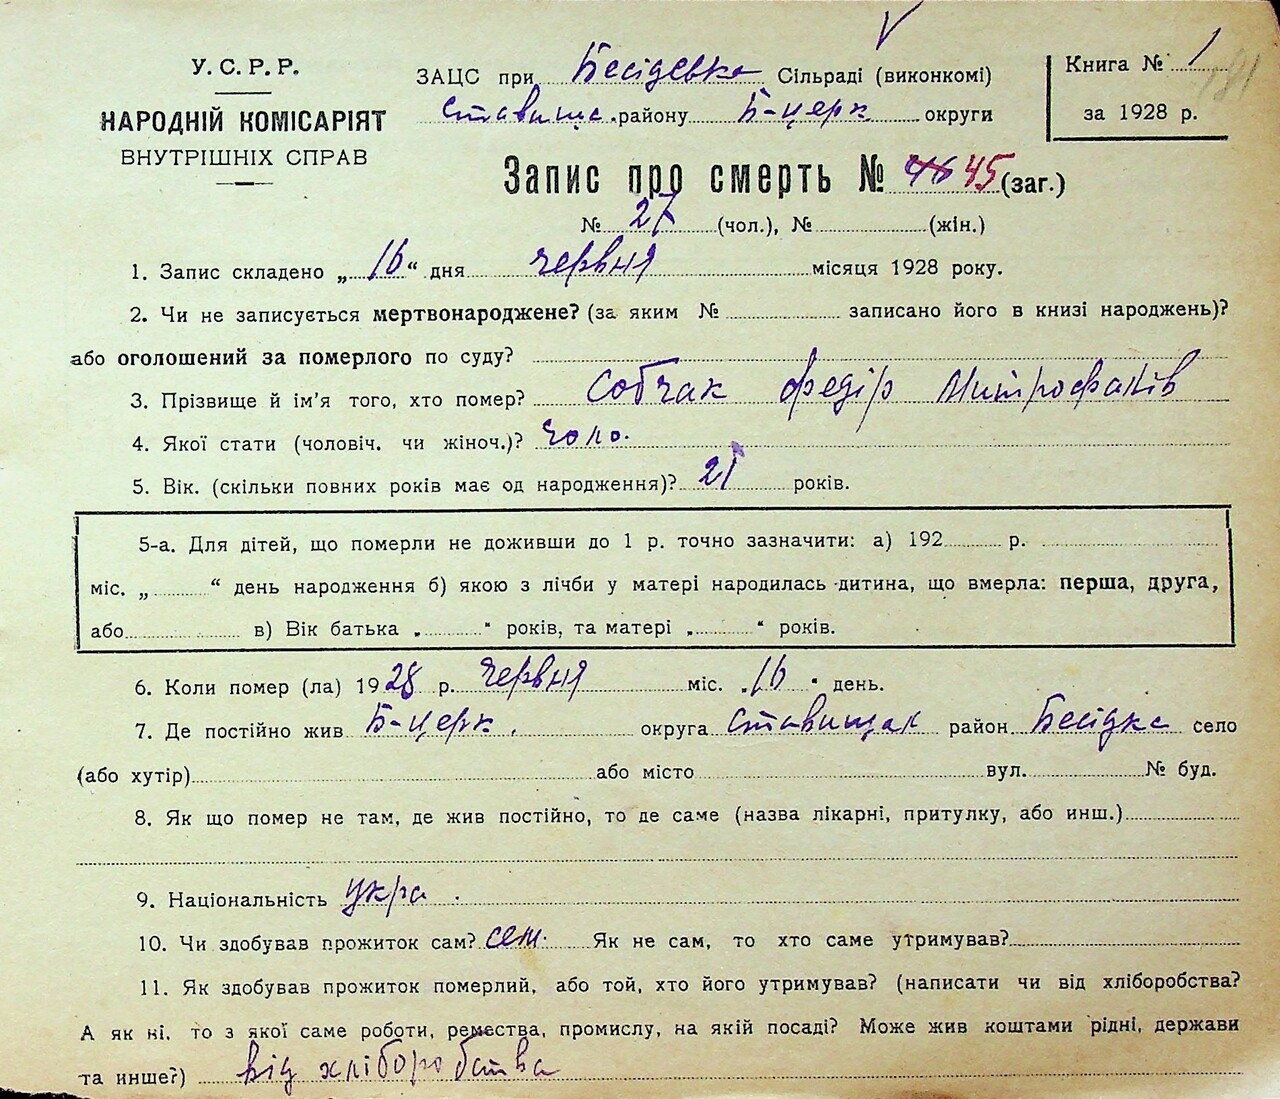 У.С.Р.Р.
НАРОДНІЙ КОМІСАРІЯТ
ВНУТРІШНІХ СПРАВ
ЗАЦС при Бесідевке Сільраді (виконкомі)
Ставищ. району Б-церк округи
Книга № 1
за 1928 р.
Запис про смерть № 46 45 (заг.)
№ 27 (чол.), № (жін.)
1. Запис складено „16“ дня червня місяця 1928 року.
2. Чи не записується мертвонароджене? (за яким № записано його в книзі народжень)?
або оголошений за померлого по суду?
3. Прізвище й ім'я того, хто помер? Собчак Федір Митрофанів
4. Якої стати (чоловіч. чи жіноч.)? чоло.
5. Вік. (скільки повних років має од народження)? 21 років.
5-а. Для дітей, що померли не доживши до 1 р. точно зазначити: а) 192 р.
міс. „ “ день народження б) якою з лічби у матері народилась дитина, що вмерла: перша, друга,
або в) Вік батька „ “ років, та матері „ “ років.
6. Коли помер (ла) 1928 р. червня міс. „16“ день.
7. Де постійно жив Б-церк. округа Ставищак район Бесідка село
(або хутір) або місто вул. № буд.
8. Як що помер не там, де жив постійно, то де саме (назва лікарні, притулку, або инш.)
9. Національність укра.
10. Чи здобував прожиток сам? сам. Як не сам, то хто саме утримував?
11. Як здобував прожиток померлий, або той, хто його утримував? (написати чи від хліборобства?
А як ні, то з якої саме роботи, ремества, промислу, на якій посаді? Може жив коштами рідні, держави
та инше?) від хліборобства